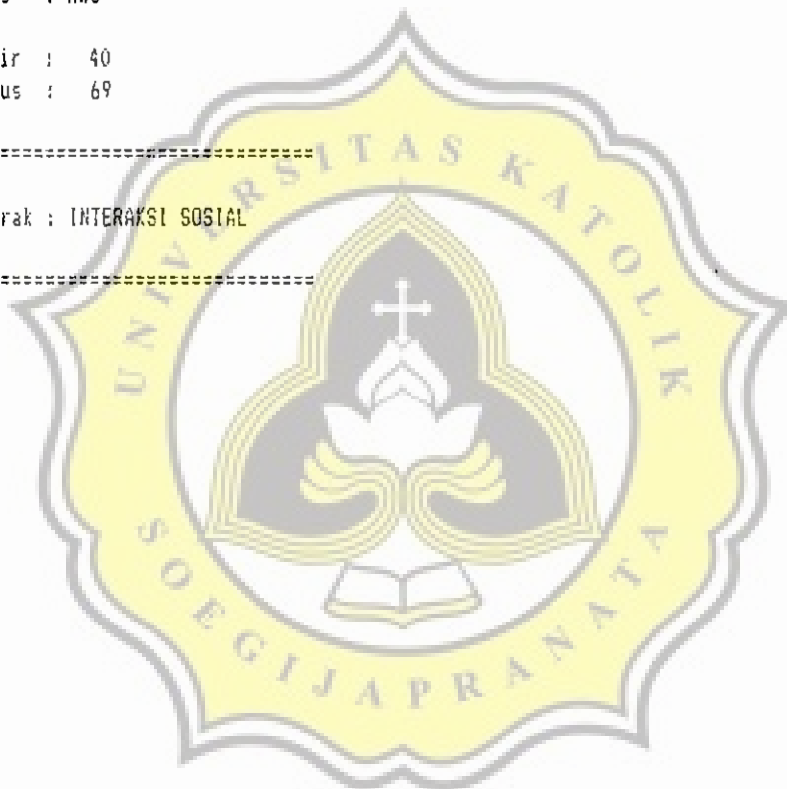 ir : 40
us : 69
==============================
rak : INTERAKSI SOSIAL
==============================
UNIVERSITAS KATOLIK
SOEGIJAPRANATA